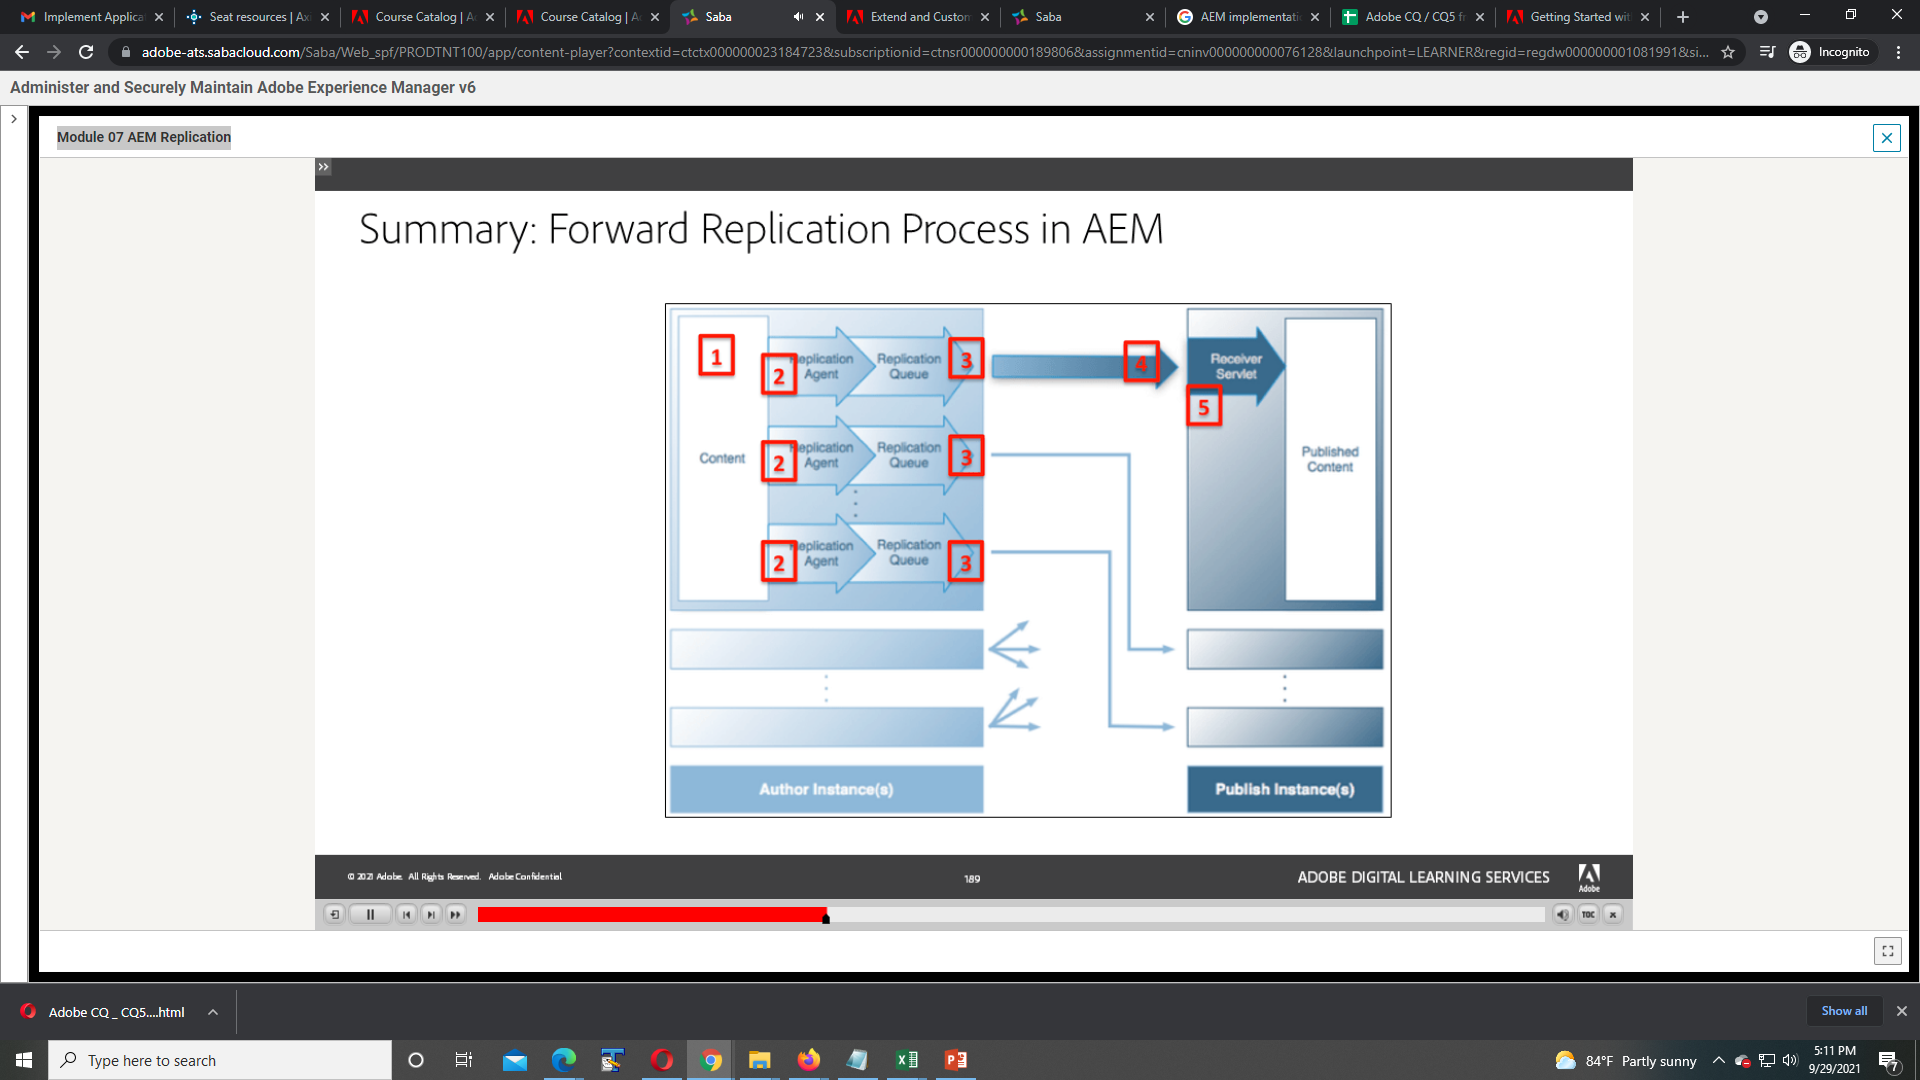 Implement Applica
Seat resources | Ax
Course Catalog | A
Course Catalog | A
Saba
Extend and Custom
Saba
AEM implementati
Adobe CQ / CQ5 f
Getting Started wit
adobe-ats.sabacloud.com/Saba/Web_spf/PRODTNT100/app/content-player?contextid=ctctx000000023184723&subscriptionid=ctnsr000000000189806&assignmentid=cninv000000000076128&launchpoint=LEARNER&regid=regdw000000001081991&si...
Incognito
Administer and Securely Maintain Adobe Experience Manager v6
Module 07 AEM Replication
Summary: Forward Replication Process in AEM
1
2
Replication
Agent
Replication
Queue
3
4
Receiver
Servlet
5
Content
2
Replication
Agent
Replication
Queue
3
Published
Content
2
Replication
Agent
Replication
Queue
3
Author Instance(s)
Publish Instance(s)
© 2021 Adobe. All Rights Reserved. Adobe Confidential
189
ADOBE DIGITAL LEARNING SERVICES
Adobe
TOC
Adobe CQ _ CQ5....html
Show all
Type here to search
84°F Partly sunny
5:11 PM
9/29/2021
7